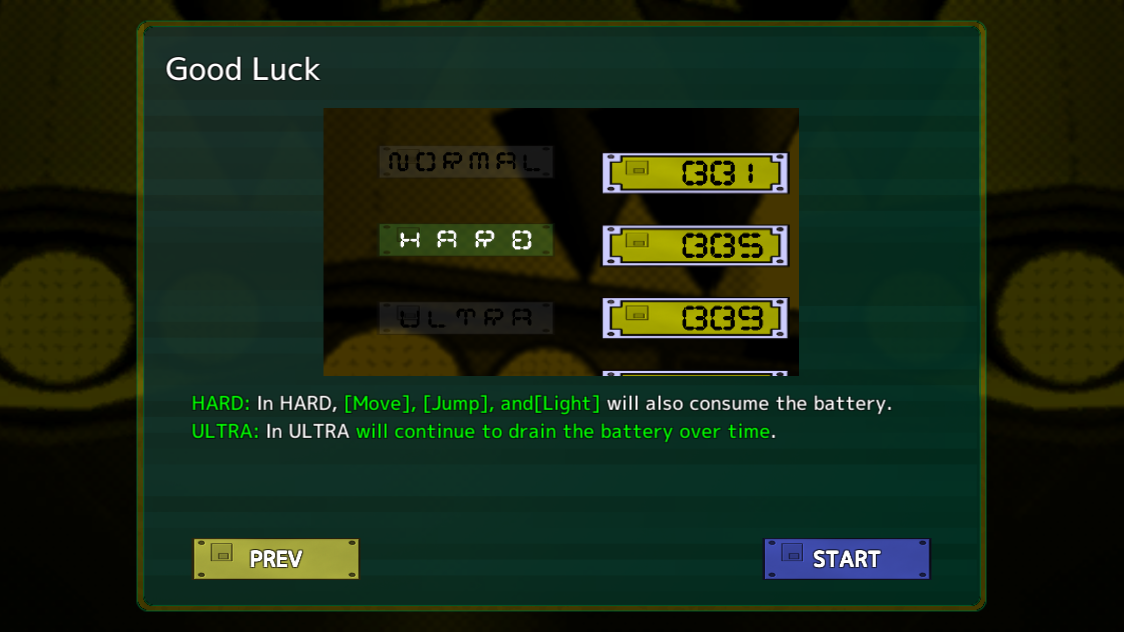 Good Luck
NORMAL
001
HARD
005
ULTRA
009
HARD: In HARD, [Move], [Jump], and[Light] will also consume the battery.
ULTRA: In ULTRA will continue to drain the battery over time.
PREV
START